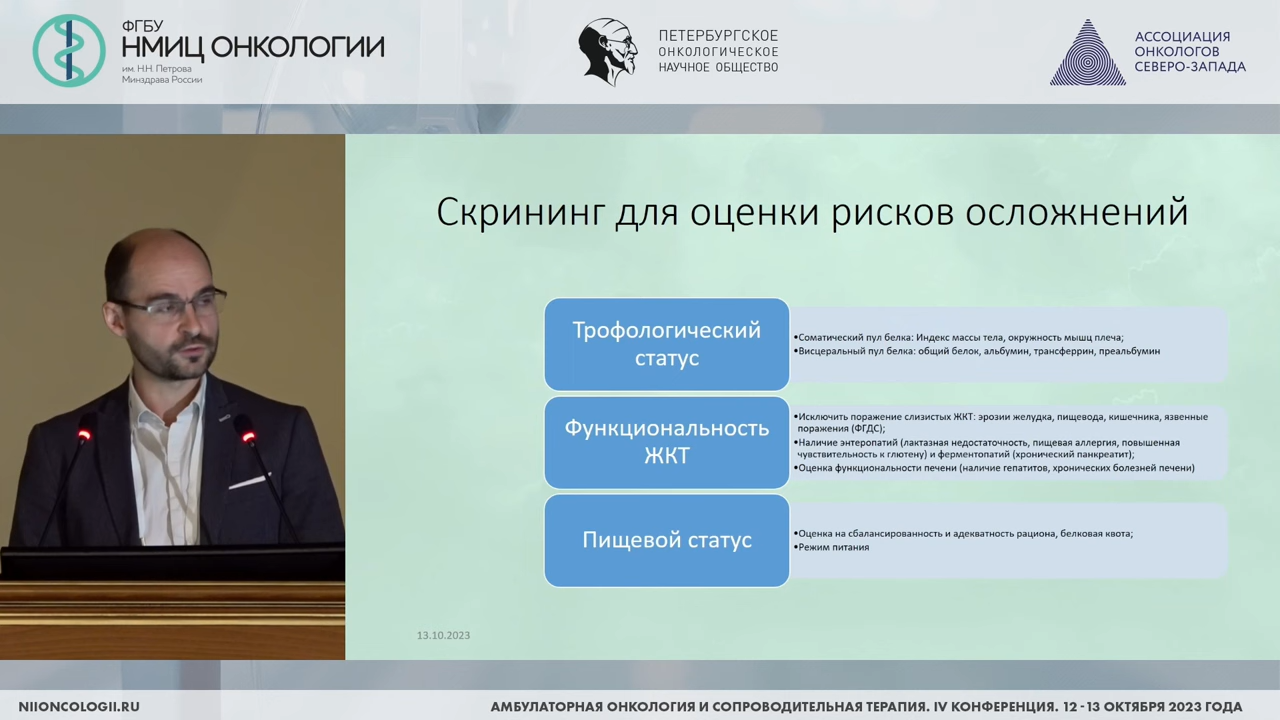 ФГБУ
НМИЦ ОНКОЛОГИИ
им. Н.Н. Петрова
Минздрава России
ПЕТЕРБУРГСКОЕ
ОНКОЛОГИЧЕСКОЕ
НАУЧНОЕ ОБЩЕСТВО
АССОЦИАЦИЯ
ОНКОЛОГОВ
СЕВЕРО-ЗАПАДА
Скрининг для оценки рисков осложнений
Трофологический
статус
•Соматический пул белка: Индекс массы тела, окружность мышц плеча;
•Висцеральный пул белка: общий белок, альбумин, трансферрин, преальбумин
Функциональность
ЖКТ
•Исключить поражение слизистых ЖКТ: эрозии желудка, пищевода, кишечника, язвенные
поражения (ФГДС);
•Наличие энтеропатий (лактазная недостаточность, пищевая аллергия, повышенная
чувствительность к глютену) и ферментопатий (хронический панкреатит);
•Оценка функциональности печени (наличие гепатитов, хронических болезней печени)
Пищевой статус
•Оценка на сбалансированность и адекватность рациона, белковая квота;
•Режим питания
13.10.2023
NIIONCOLOGII.RU
АМБУЛАТОРНАЯ ОНКОЛОГИЯ И СОПРОВОДИТЕЛЬНАЯ ТЕРАПИЯ. IV КОНФЕРЕНЦИЯ. 12 - 13 ОКТЯБРЯ 2023 ГОДА